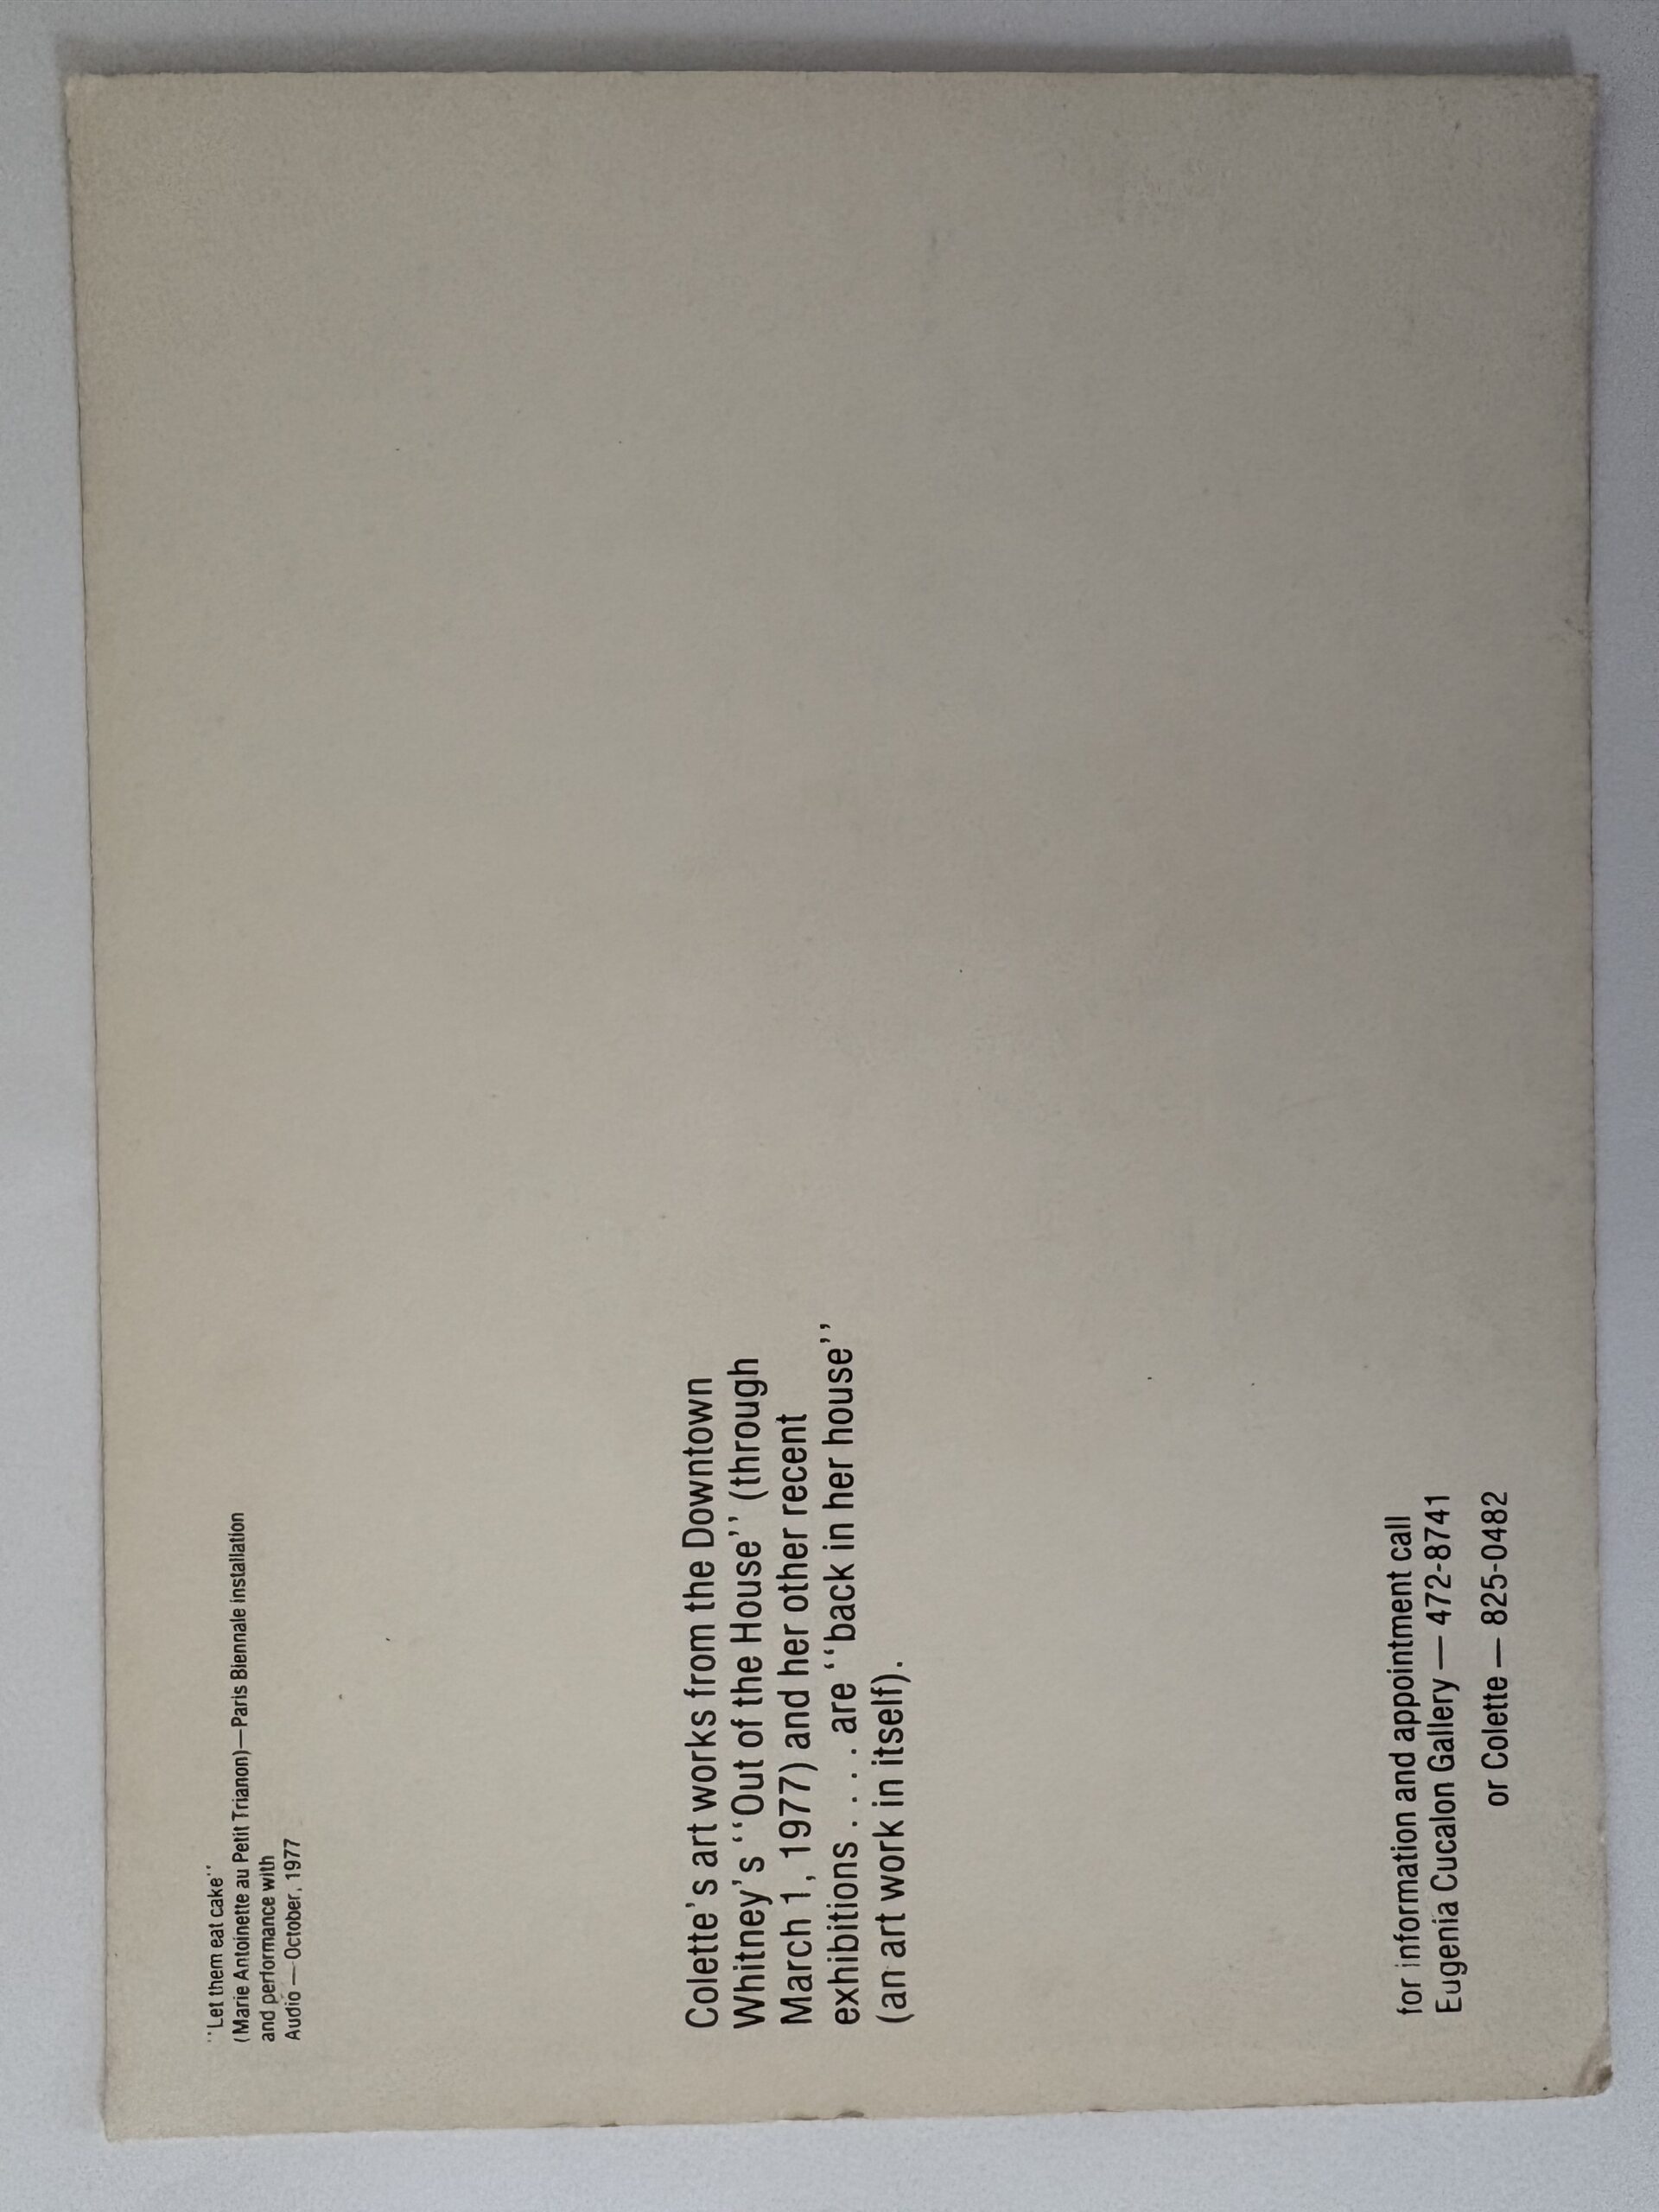 ''Let them eat cake''
(Marie Antoinette au Petit Trianon)—Paris Biennale installation
and performance with
Audio — October, 1977
Colette's art works from the Downtown
Whitney's ''Out of the House'' (through
March 1, 1977) and her other recent
exhibitions . . . . . are ''back in her house''
(an art work in itself).
for information and appointment call
Eugenia Cucalon Gallery — 472-8741
or Colette — 825-0482